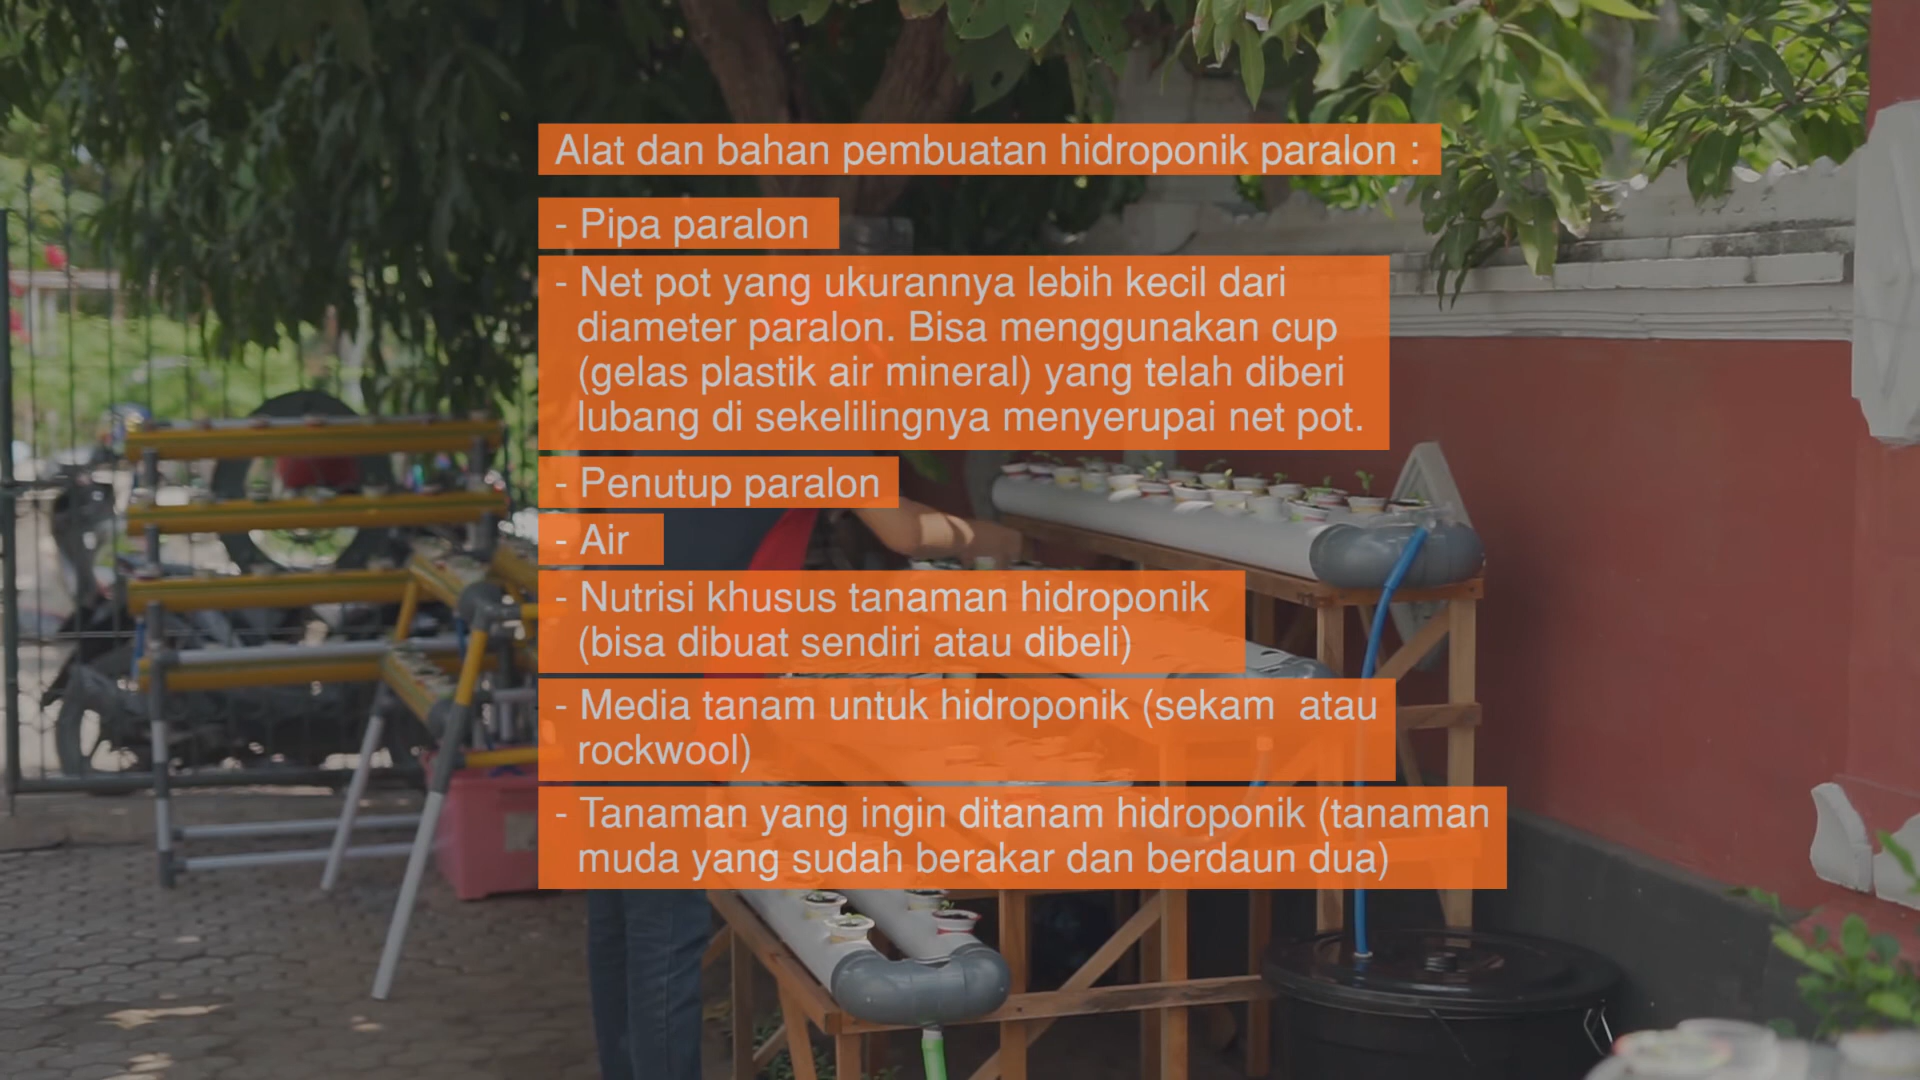 Alat dan bahan pembuatan hidroponik paralon :
- Pipa paralon
- Net pot yang ukurannya lebih kecil dari
diameter paralon. Bisa menggunakan cup
(gelas plastik air mineral) yang telah diberi
lubang di sekelilingnya menyerupai net pot.
- Penutup paralon
- Air
- Nutrisi khusus tanaman hidroponik
(bisa dibuat sendiri atau dibeli)
- Media tanam untuk hidroponik (sekam  atau
rockwool)
- Tanaman yang ingin ditanam hidroponik (tanaman
muda yang sudah berakar dan berdaun dua)